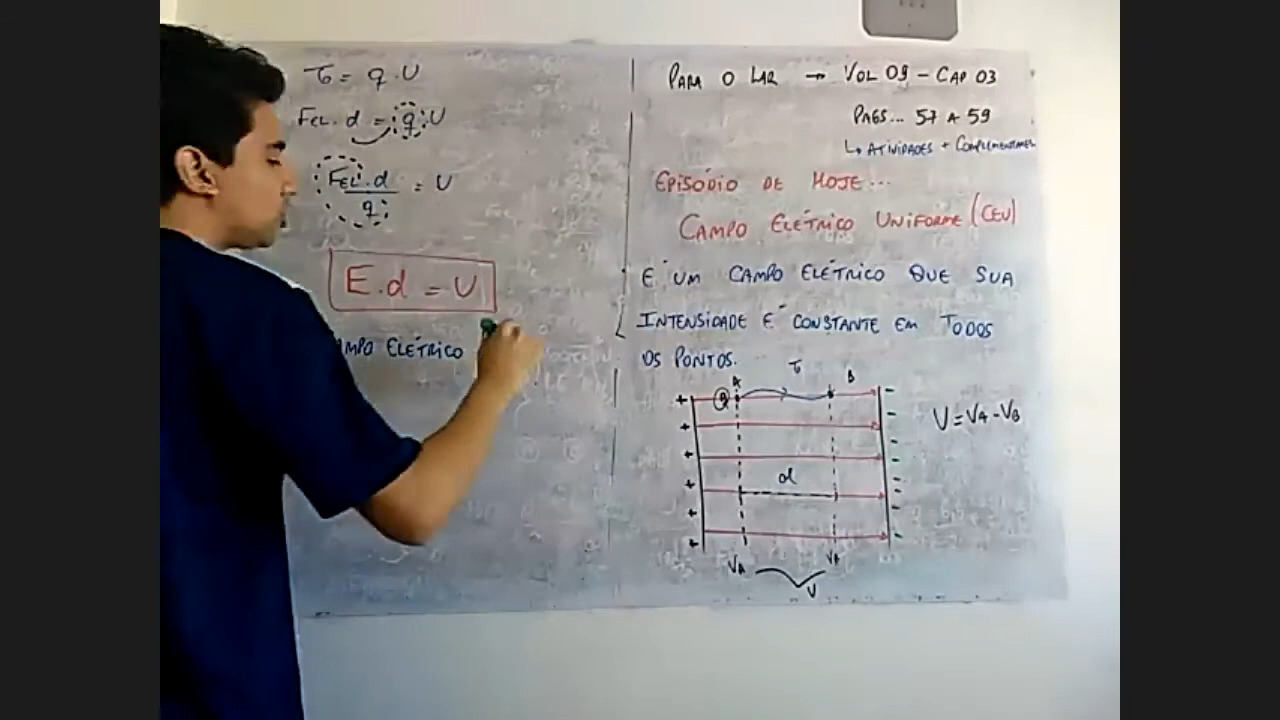 τ = q.U
FEL.d = q.U
FEL.d = U
q
E.d = U
CAMPO ELÉTRICO
PARA O LAR → VOL 09 - CAP 03
PAGS... 57 A 59
↳ ATIVIDADES + COMPLEMENTARES
EPISÓDIO DE HOJE...
CAMPO ELÉTRICO UNIFORME (CEU)
É UM CAMPO ELÉTRICO QUE SUA
INTENSIDADE É CONSTANTE EM TODOS
OS PONTOS.
A τ B
+ q -
+ -
+ -
d
+ -
+ -
+
U = VA - VB
VA VB
U